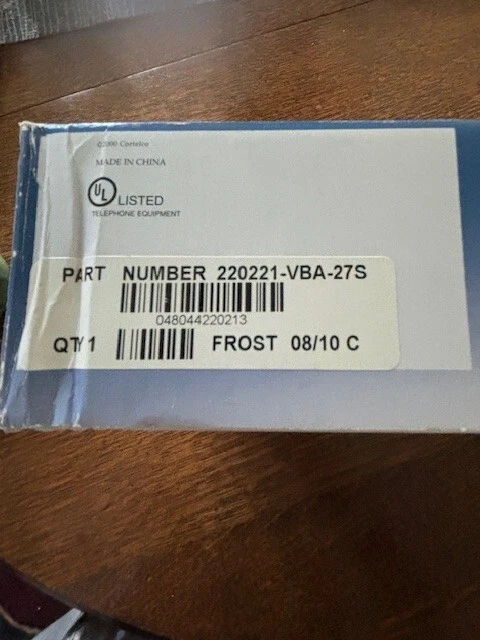 ©2000 Cortelco
MADE IN CHINA
UL LISTED
TELEPHONE EQUIPMENT
PART NUMBER 220221-VBA-27S
048044220213
QTY 1 FROST 08/10 C